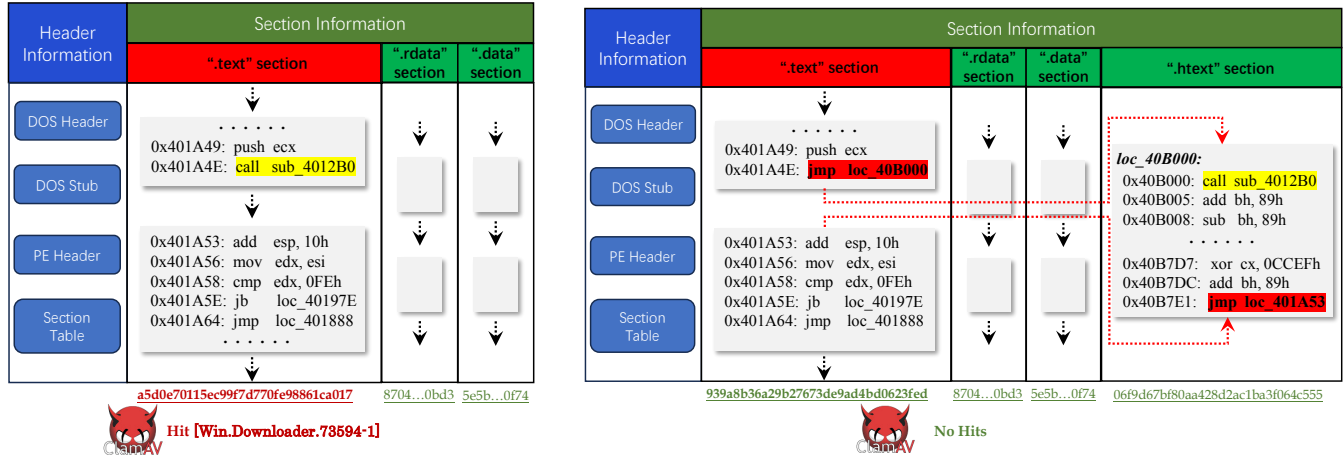 Header
Information
Section Information
".text" section
".rdata"
section
".data"
section
DOS Header
DOS Stub
PE Header
Section
Table
. . . . . .
0x401A49: push ecx
0x401A4E: call sub_4012B0
0x401A53: add esp, 10h
0x401A56: mov edx, esi
0x401A58: cmp edx, 0FEh
0x401A5E: jb loc_40197E
0x401A64: jmp loc_401888
. . . . . .
a5d0e70115ec99f7d770fe98861ca017
8704…0bd3
5e5b…0f74
ClamAV
Hit [Win.Downloader.73594-1]
Header
Information
Section Information
".text" section
".rdata"
section
".data"
section
".htext" section
DOS Header
DOS Stub
PE Header
Section
Table
. . . . . .
0x401A49: push ecx
0x401A4E: jmp loc_40B000
0x401A53: add esp, 10h
0x401A56: mov edx, esi
0x401A58: cmp edx, 0FEh
0x401A5E: jb loc_40197E
0x401A64: jmp loc_401888
loc_40B000:
0x40B000: call sub_4012B0
0x40B005: add bh, 89h
0x40B008: sub bh, 89h
. . . . . .
0x40B7D7: xor cx, 0CCEFh
0x40B7DC: add bh, 89h
0x40B7E1: jmp loc_401A53
939a8b36a29b27673de9ad4bd0623fed
8704…0bd3
5e5b…0f74
06f9d67bf80aa428d2ac1ba3f064c555
ClamAV
No Hits